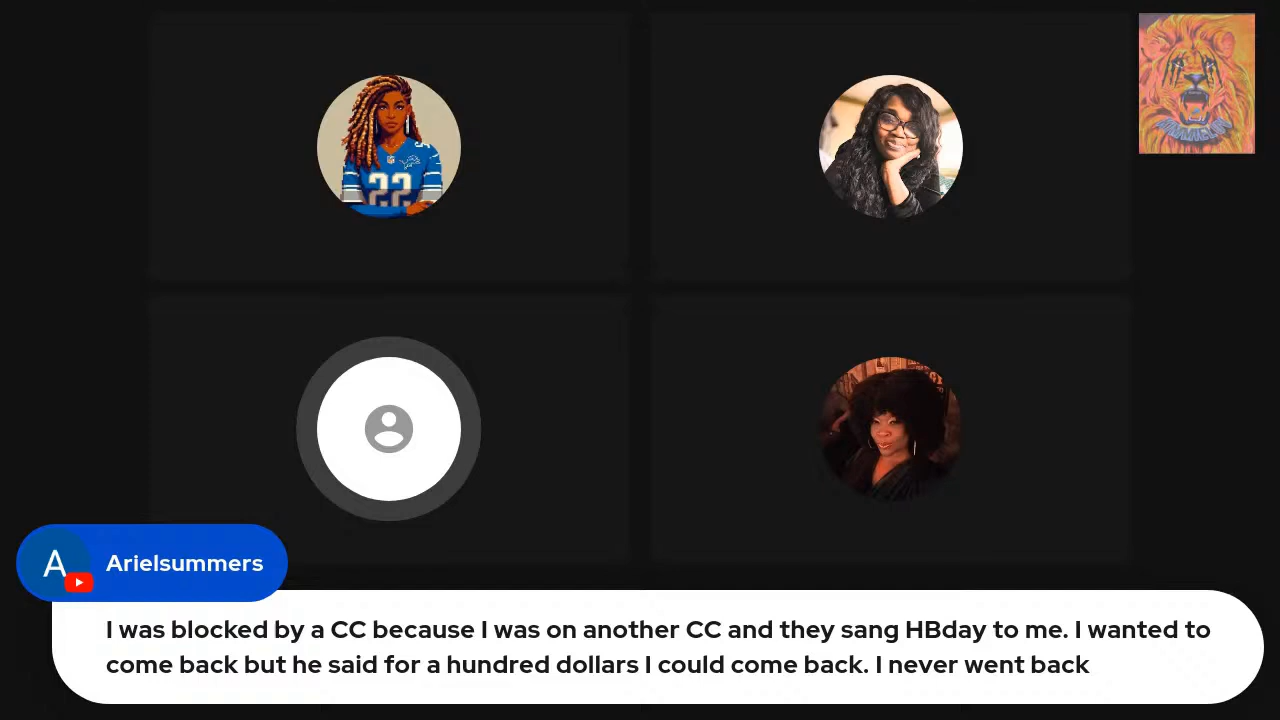 22
A
Arielsummers
I was blocked by a CC because I was on another CC and they sang HBday to me. I wanted to
come back but he said for a hundred dollars I could come back. I never went back